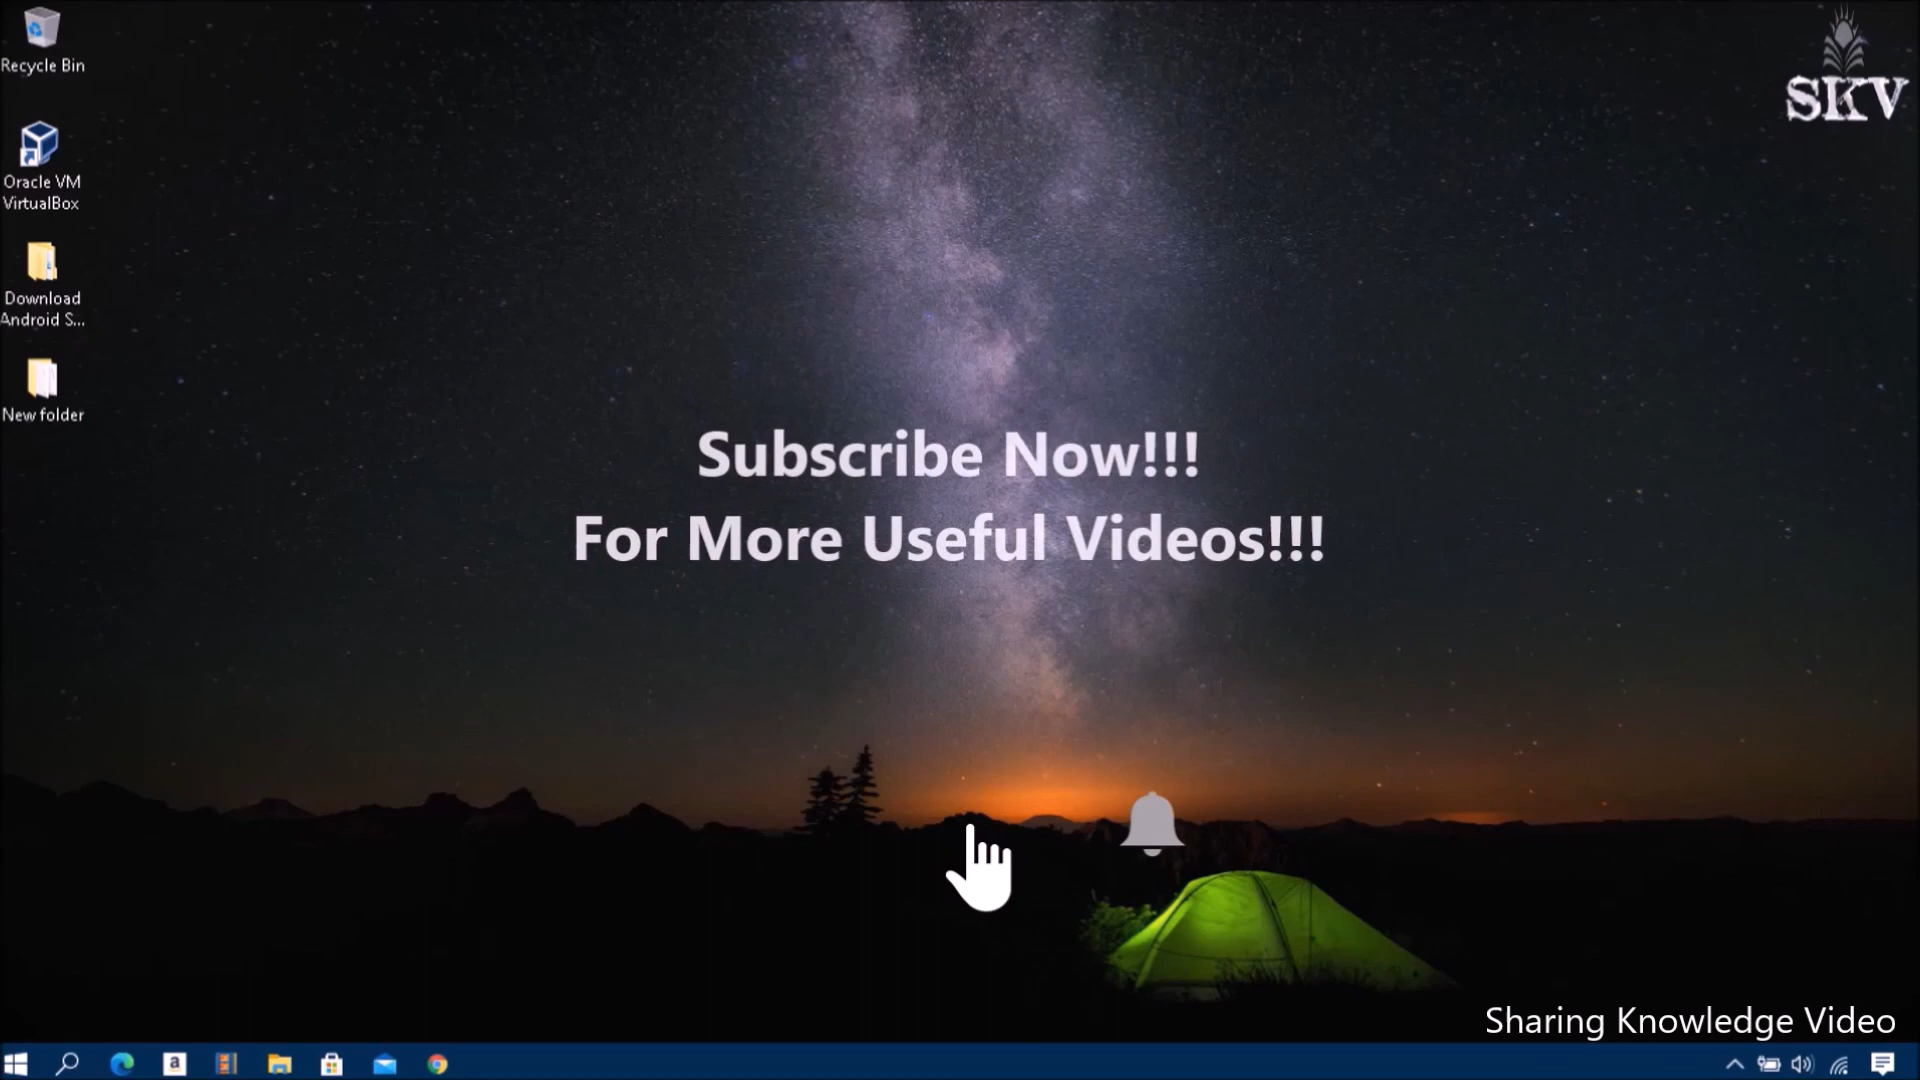 Recycle Bin
SKV
Oracle VM
VirtualBox
Download
Android S...
New folder
Subscribe Now!!!
For More Useful Videos!!!
Sharing Knowledge Video
a